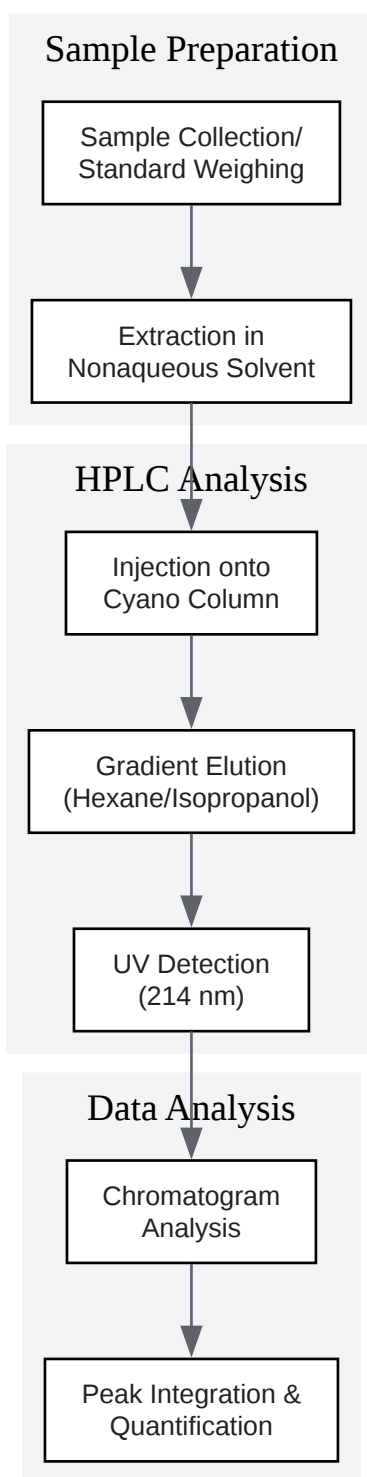 Sample Preparation
Sample Collection/
Standard Weighing
Extraction in
Nonaqueous Solvent
HPLC Analysis
Injection onto
Cyano Column
Gradient Elution
(Hexane/Isopropanol)
UV Detection
(214 nm)
Data Analysis
Chromatogram
Analysis
Peak Integration &
Quantification